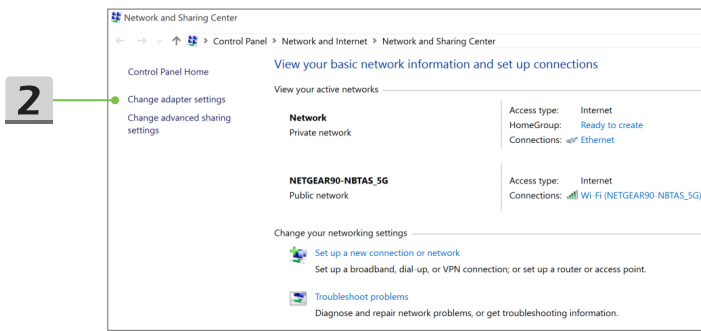 Network and Sharing Center
Control Panel > Network and Internet > Network and Sharing Center
2
Control Panel Home
Change adapter settings
Change advanced sharing
settings
View your basic network information and set up connections
View your active networks
Network
Private network
Access type: Internet
HomeGroup: Ready to create
Connections: Ethernet
NETGEAR90-NBTAS_5G
Public network
Access type: Internet
Connections: Wi-Fi (NETGEAR90-NBTAS_5G)
Change your networking settings
Set up a new connection or network
Set up a broadband, dial-up, or VPN connection; or set up a router or access point.
Troubleshoot problems
Diagnose and repair network problems, or get troubleshooting information.